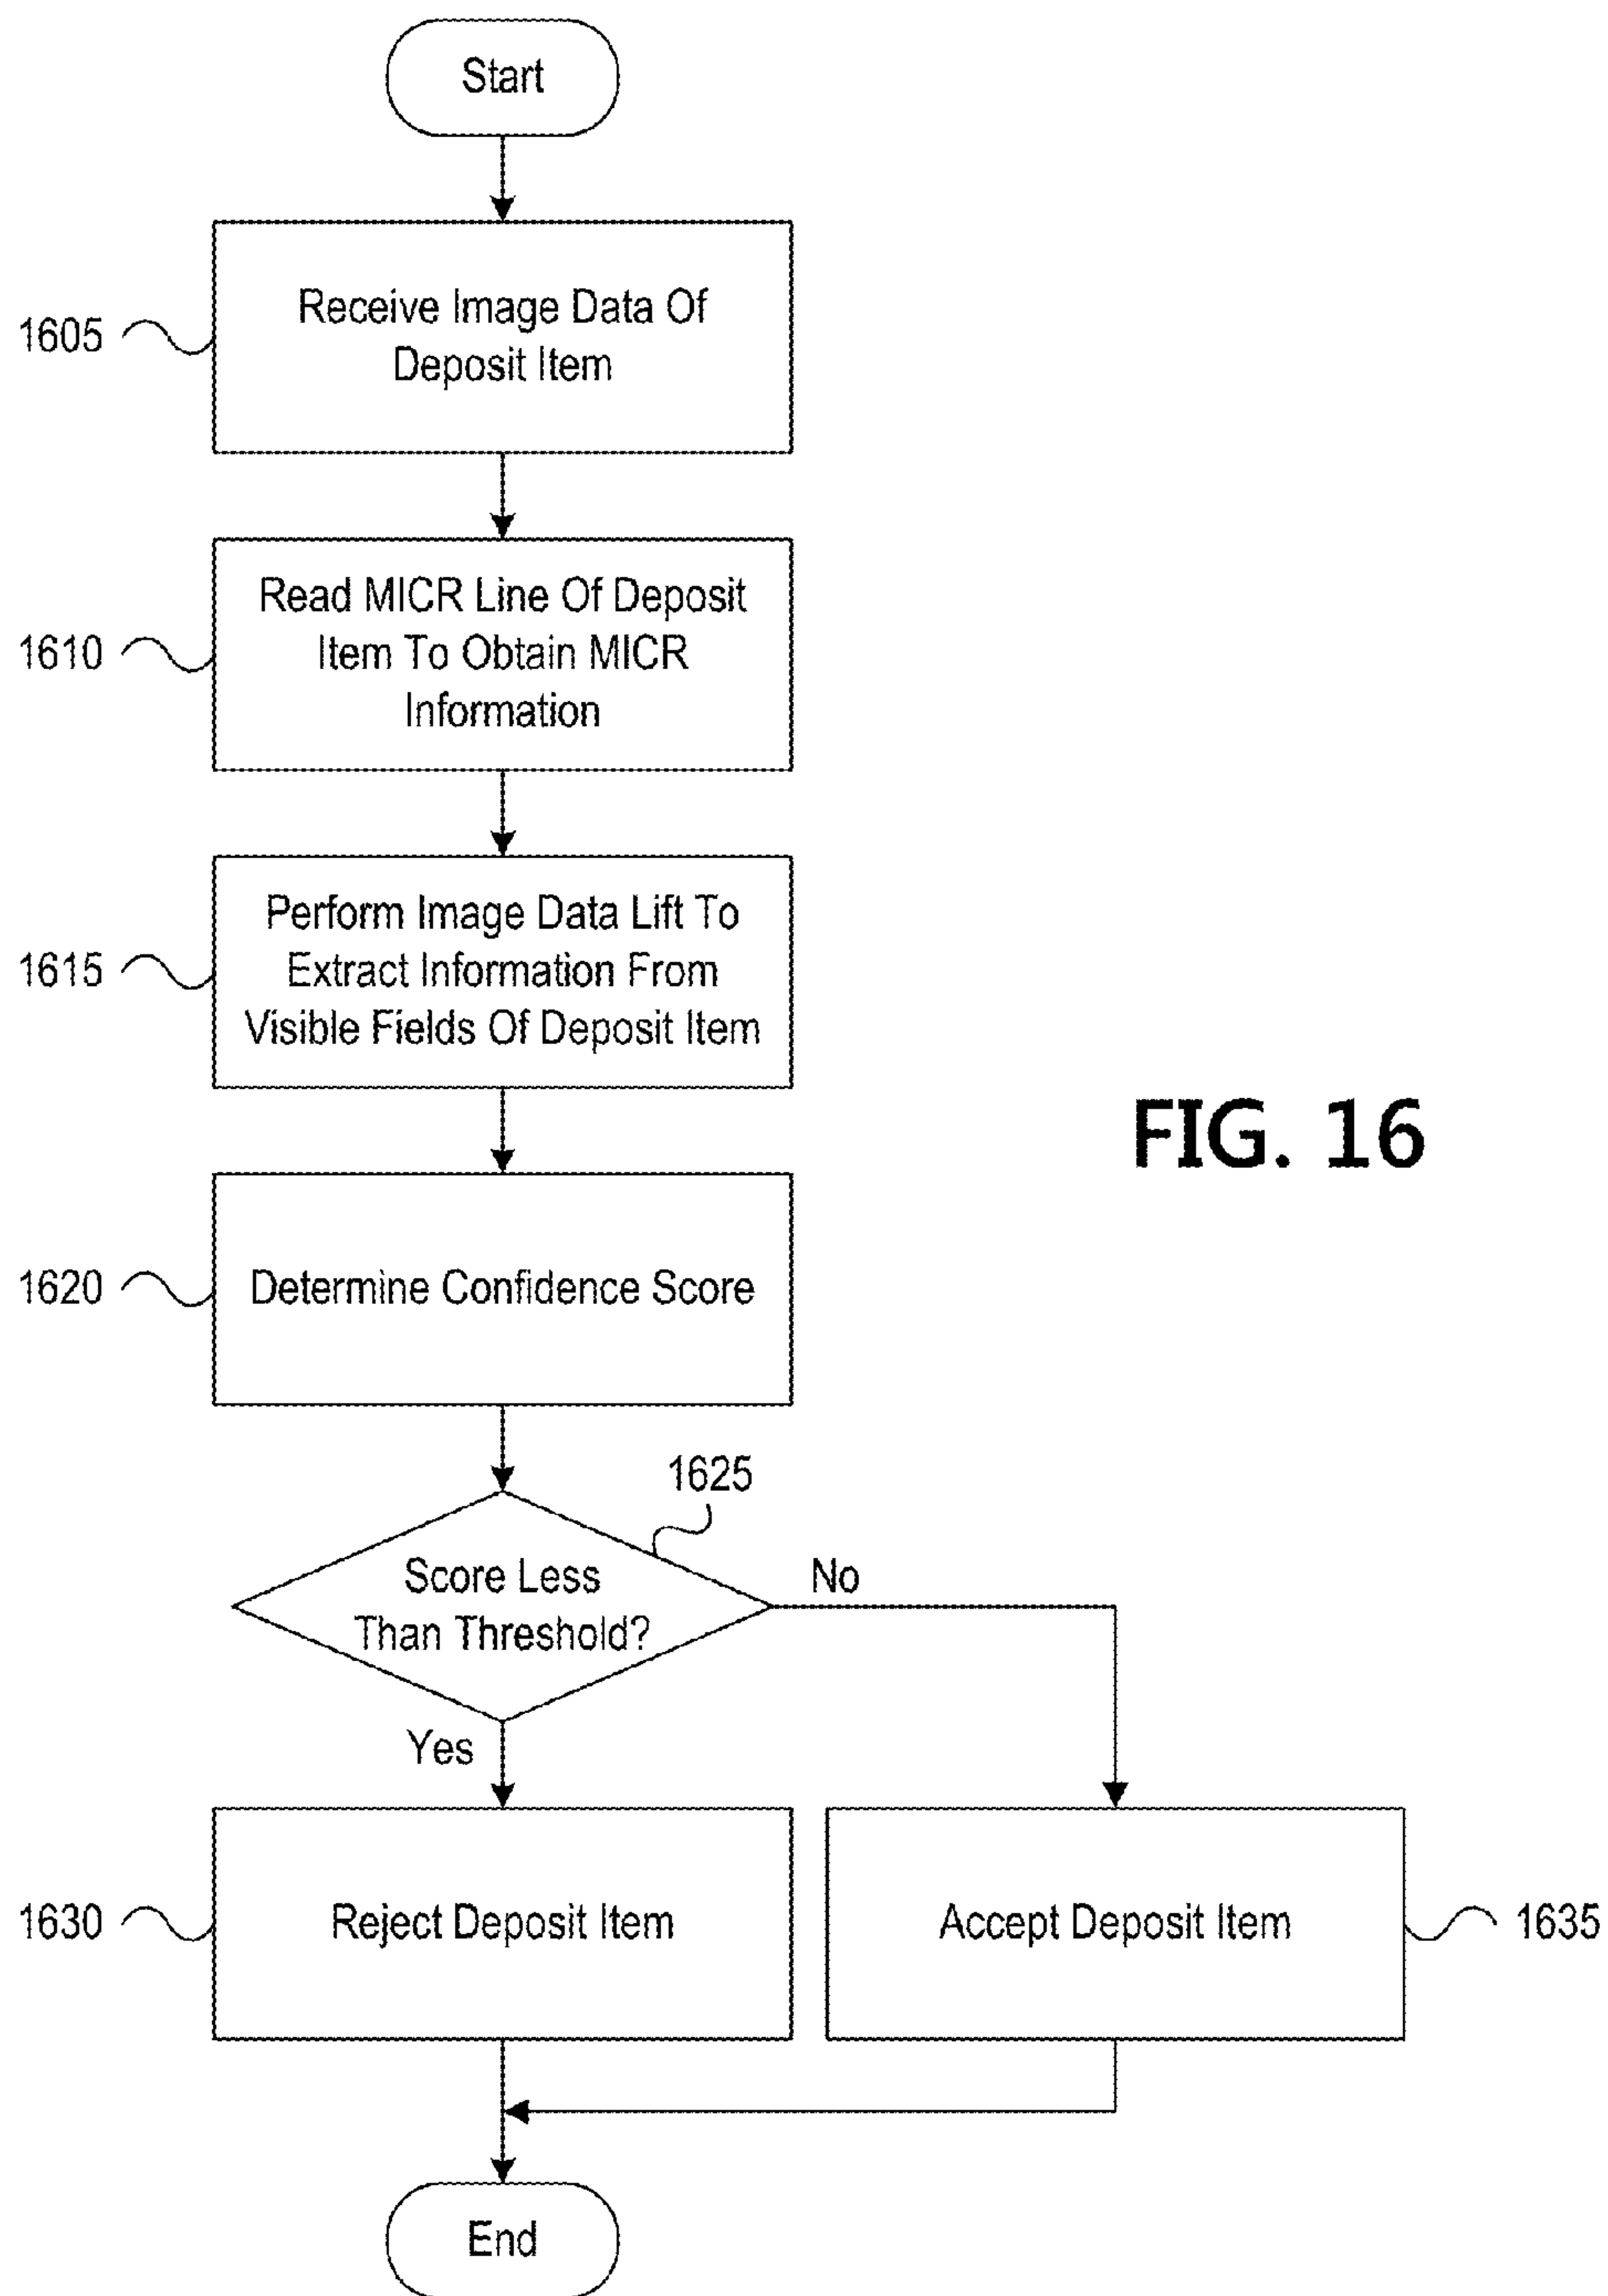 Start
1605
Receive Image Data Of
Deposit Item
1610
Read MICR Line Of Deposit
Item To Obtain MICR
Information
1615
Perform Image Data Lift To
Extract Information From
Visible Fields Of Deposit Item
FIG. 16
1620
Determine Confidence Score
1625
Score Less
Than Threshold?
No
Yes
1630
Reject Deposit Item
Accept Deposit Item
1635
End